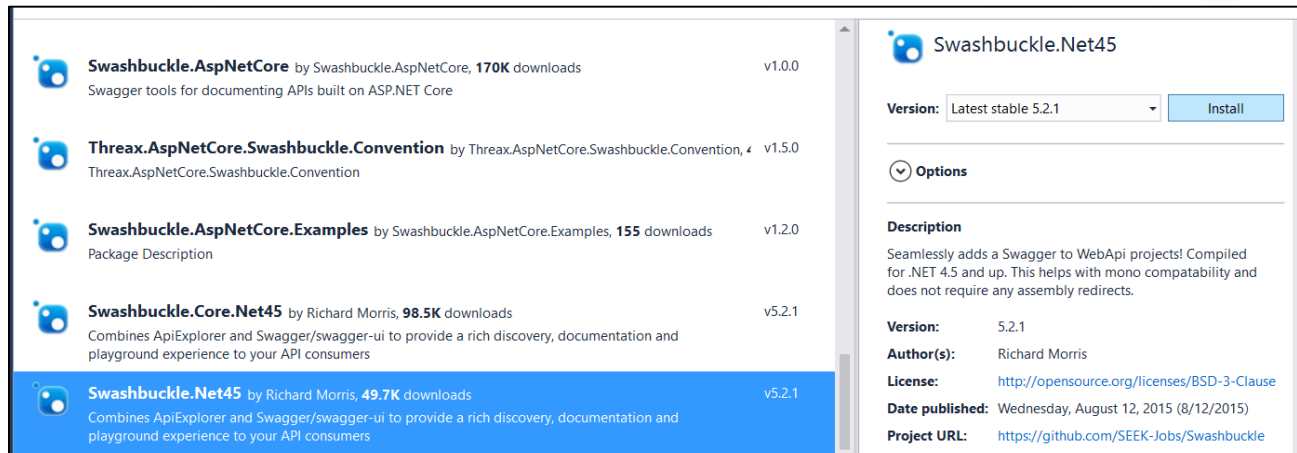 Swashbuckle.AspNetCore by Swashbuckle.AspNetCore, 170K downloads v1.0.0
Swagger tools for documenting APIs built on ASP.NET Core
Threax.AspNetCore.Swashbuckle.Convention by Threax.AspNetCore.Swashbuckle.Convention, v1.5.0
Threax.AspNetCore.Swashbuckle.Convention
Swashbuckle.AspNetCore.Examples by Swashbuckle.AspNetCore.Examples, 155 downloads v1.2.0
Package Description
Swashbuckle.Core.Net45 by Richard Morris, 98.5K downloads v5.2.1
Combines ApiExplorer and Swagger/swagger-ui to provide a rich discovery, documentation and
playground experience to your API consumers
Swashbuckle.Net45 by Richard Morris, 49.7K downloads v5.2.1
Combines ApiExplorer and Swagger/swagger-ui to provide a rich discovery, documentation and
playground experience to your API consumers
Swashbuckle.Net45
Version: Latest stable 5.2.1 Install
Options
Description
Seamlessly adds a Swagger to WebApi projects! Compiled
for .NET 4.5 and up. This helps with mono compatability and
does not require any assembly redirects.
Version: 5.2.1
Author(s): Richard Morris
License: http://opensource.org/licenses/BSD-3-Clause
Date published: Wednesday, August 12, 2015 (8/12/2015)
Project URL: https://github.com/SEEK-Jobs/Swashbuckle